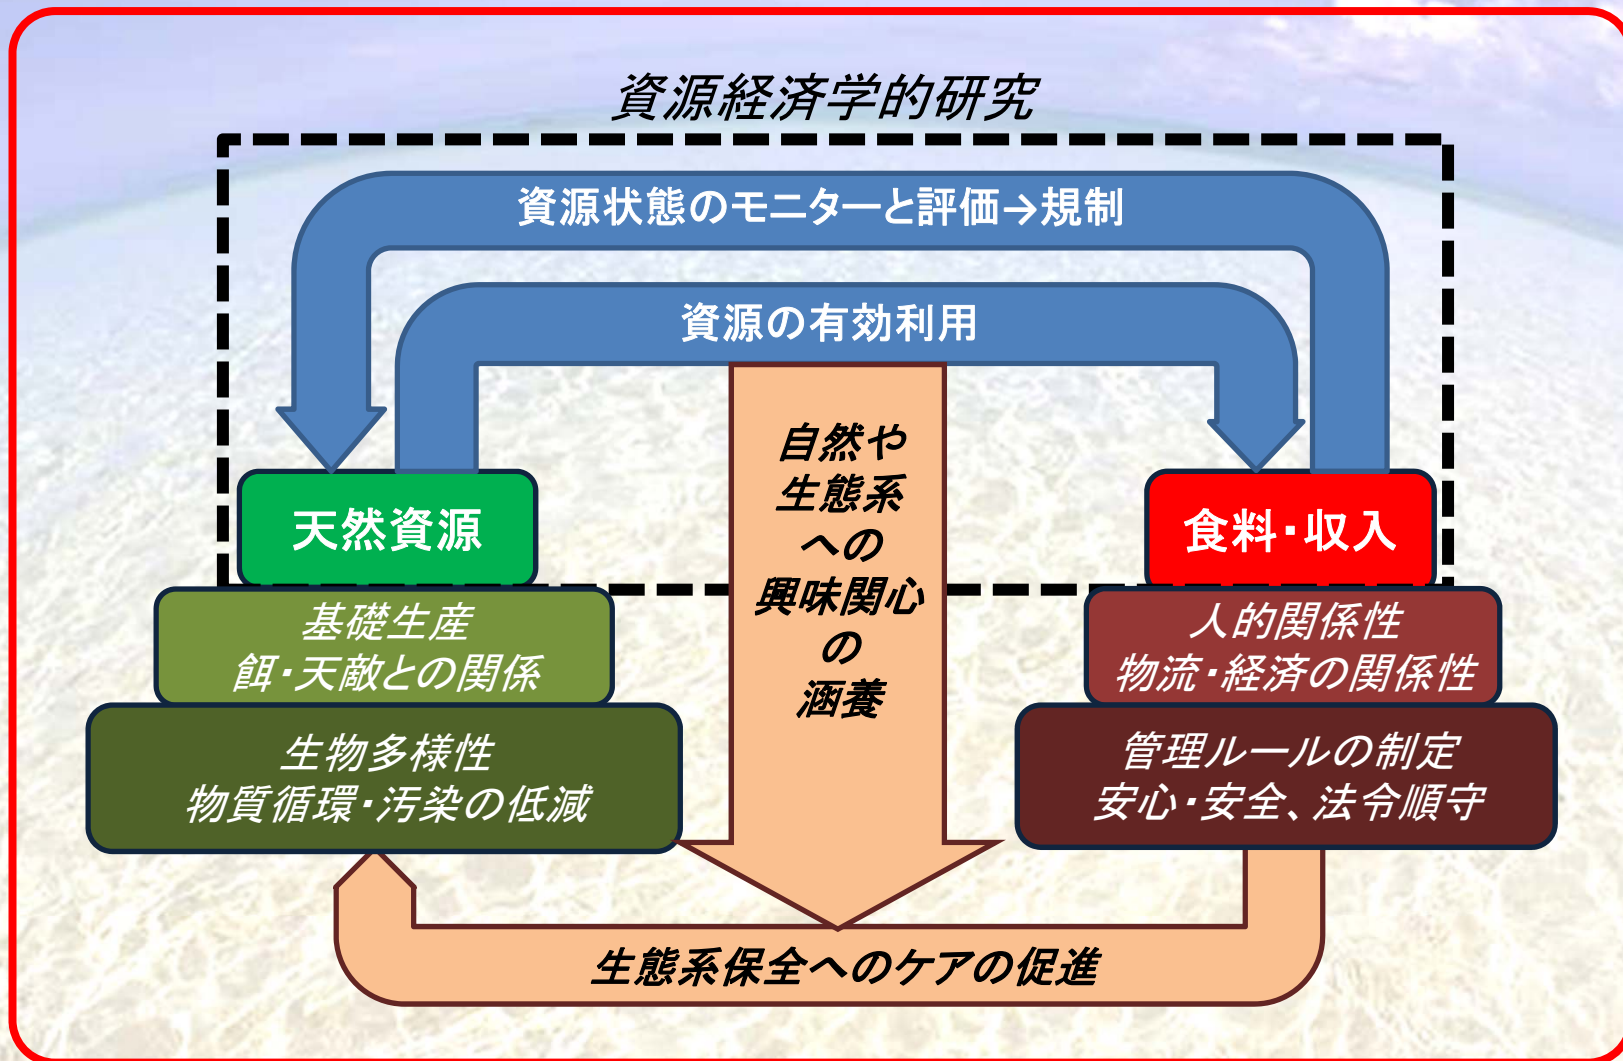 資源経済学的研究
資源状態のモニターと評価→規制
資源の有効利用
自然や
生態系
への
興味関心
の
涵養
天然資源
基礎生産
餌・天敵との関係
生物多様性
物質循環・汚染の低減
食料・収入
人的関係性
物流・経済の関係性
管理ルールの制定
安心・安全、法令順守
生態系保全へのケアの促進